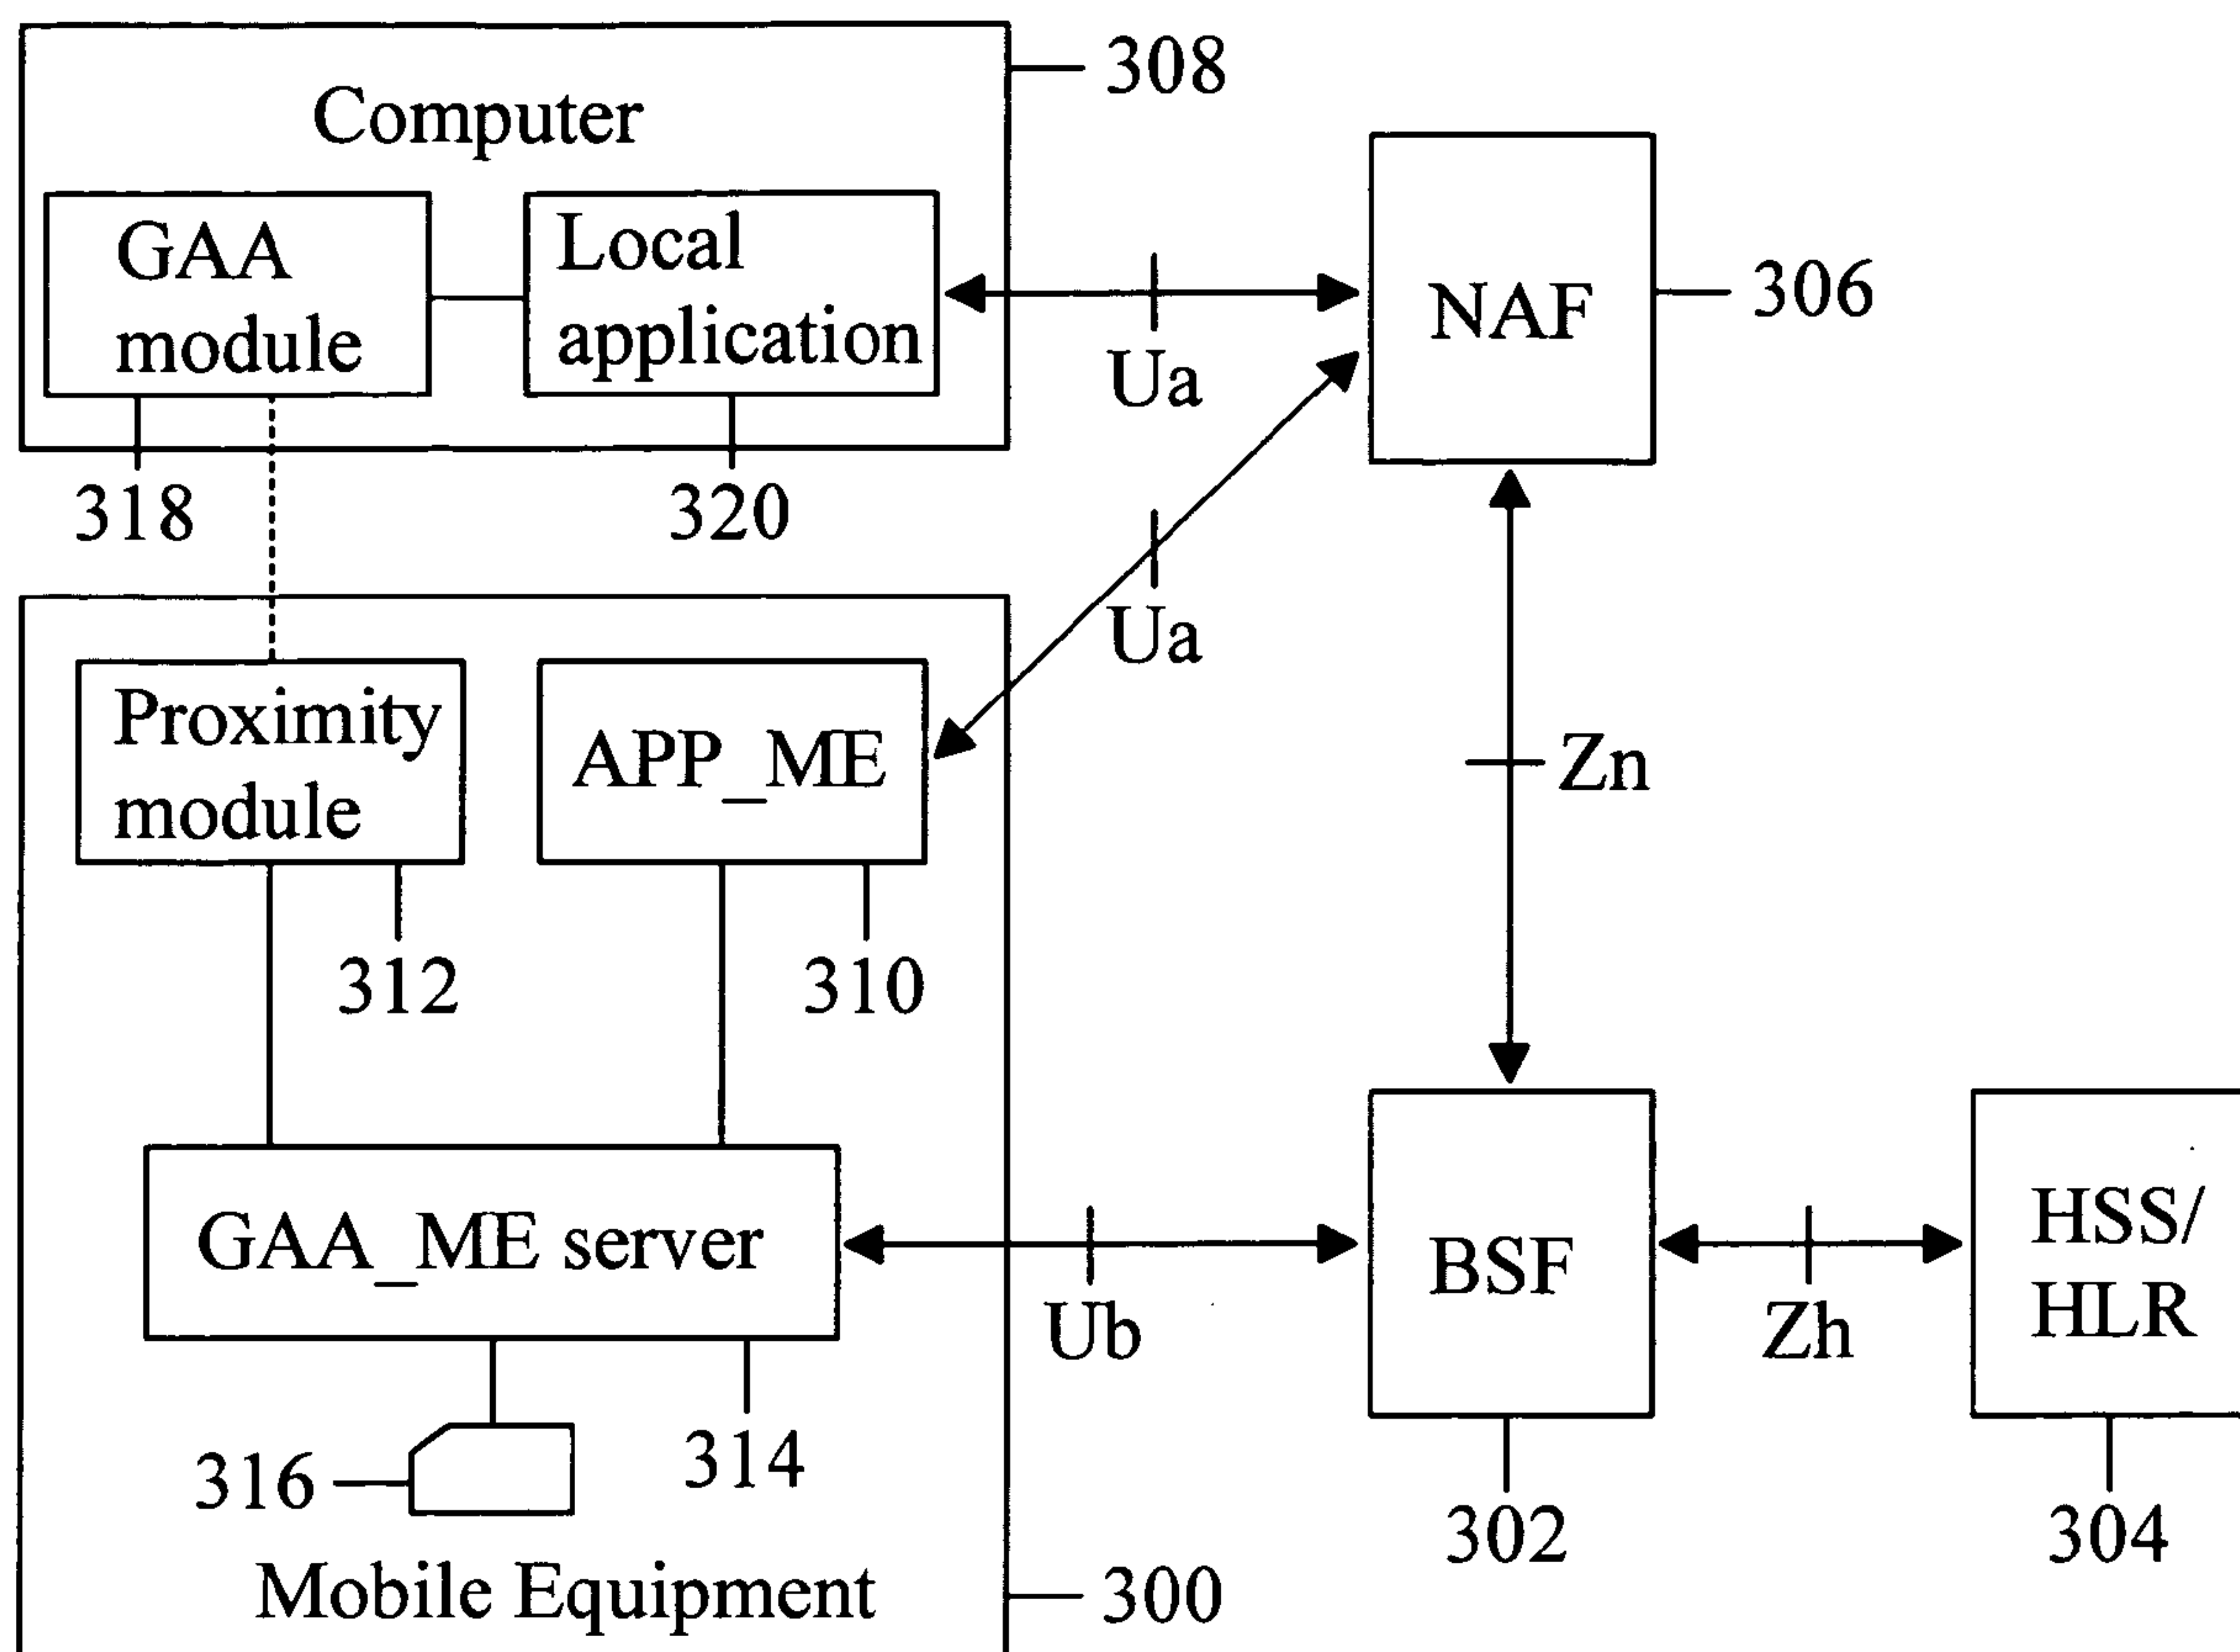 308
Computer
GAA
module
Local
application
Ua
NAF
306
318
320
Ua
Proximity
module
APP_ME
Zn
312
310
GAA_ME server
Ub
BSF
Zh
HSS/
HLR
316
314
302
304
Mobile Equipment
300